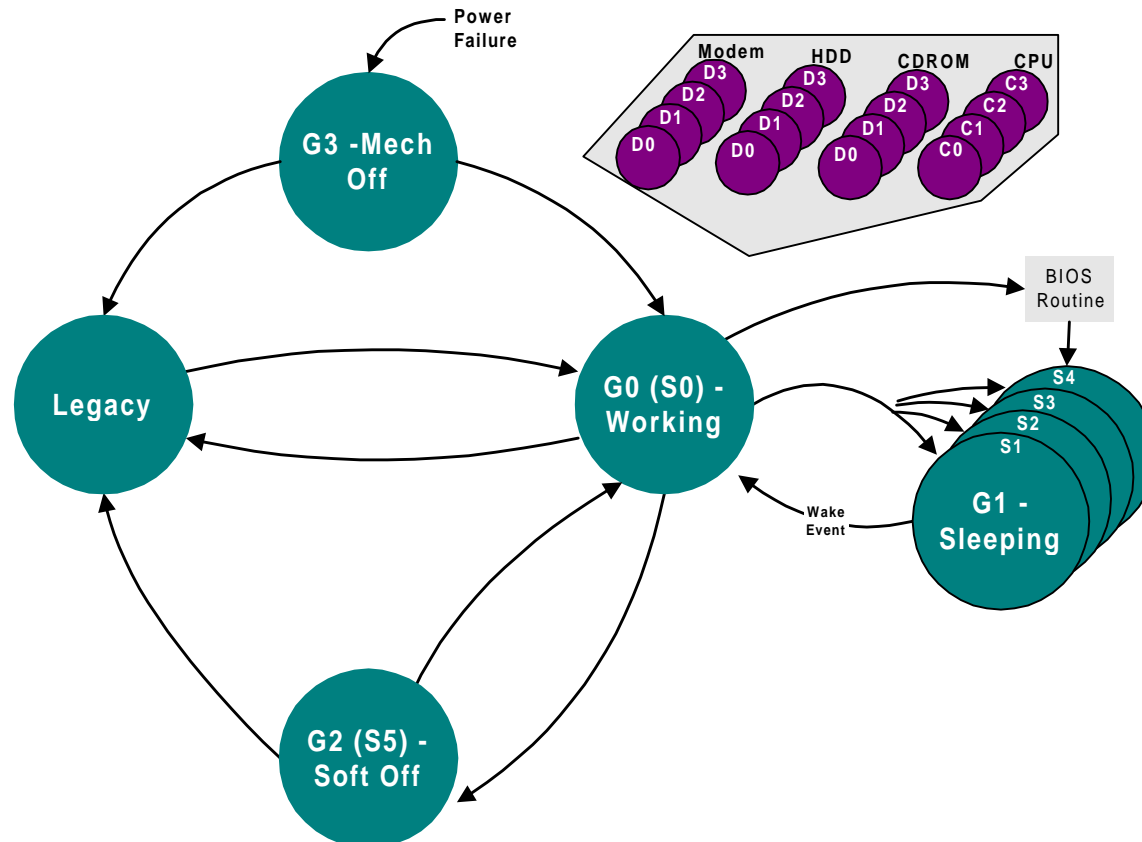 Power
Failure
Modem
HDD
CDROM
CPU
D3
D2
D1
D0
D3
D2
D1
D0
D3
D2
D1
D0
C3
C2
C1
C0
G3 -Mech
Off
BIOS
Routine
Legacy
G0 (S0) -
Working
S4
S3
S2
S1
G1 -
Sleeping
Wake
Event
G2 (S5) -
Soft Off